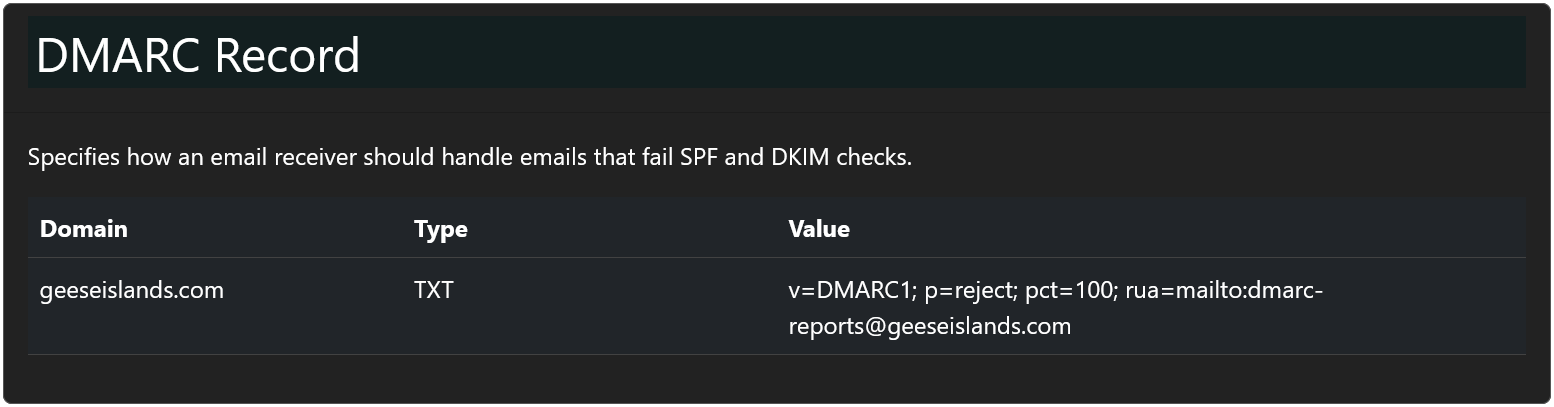 DMARC Record
Specifies how an email receiver should handle emails that fail SPF and DKIM checks.
Domain Type Value
geeseislands.com TXT v=DMARC1; p=reject; pct=100; rua=mailto:dmarc-
reports@geeseislands.com